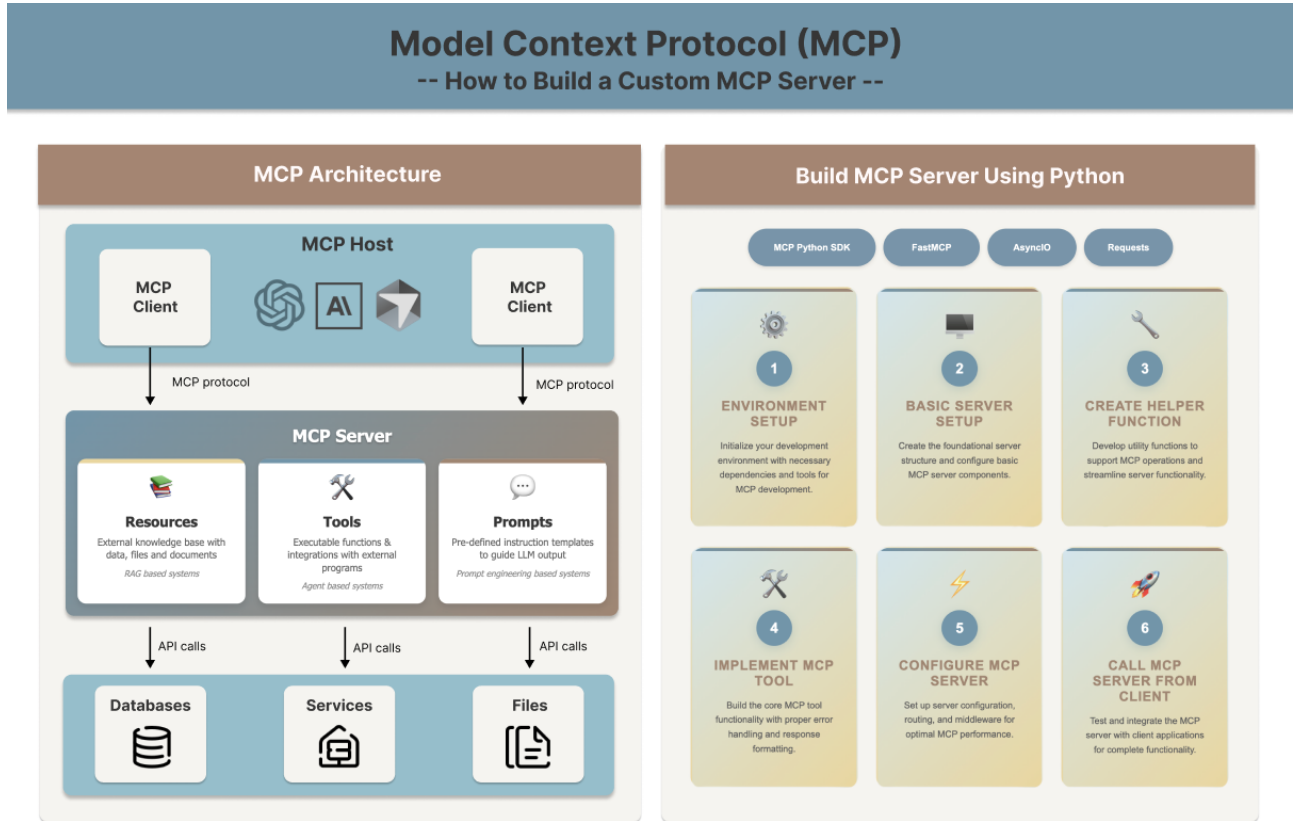 Model Context Protocol (MCP)
-- How to Build a Custom MCP Server --
MCP Architecture
MCP Host
MCP
Client
A\
MCP
Client
MCP protocol
MCP protocol
MCP Server
Resources
External knowledge base with
data, files and documents
RAG based systems
Tools
Executable functions &
integrations with external
programs
Agent based systems
Prompts
Pre-defined instruction templates
to guide LLM output
Prompt engineering based systems
API calls
API calls
API calls
Databases
Services
Files
Build MCP Server Using Python
MCP Python SDK
FastMCP
AsyncIO
Requests
1
ENVIRONMENT
SETUP
Initialize your development
environment with necessary
dependencies and tools for
MCP development.
2
BASIC SERVER
SETUP
Create the foundational server
structure and configure basic
MCP server components.
3
CREATE HELPER
FUNCTION
Develop utility functions to
support MCP operations and
streamline server functionality.
4
IMPLEMENT MCP
TOOL
Build the core MCP tool
functionality with proper error
handling and response
formatting.
5
CONFIGURE MCP
SERVER
Set up server configuration,
routing, and middleware for
optimal MCP performance.
6
CALL MCP
SERVER FROM
CLIENT
Test and integrate the MCP
server with client applications
for complete functionality.